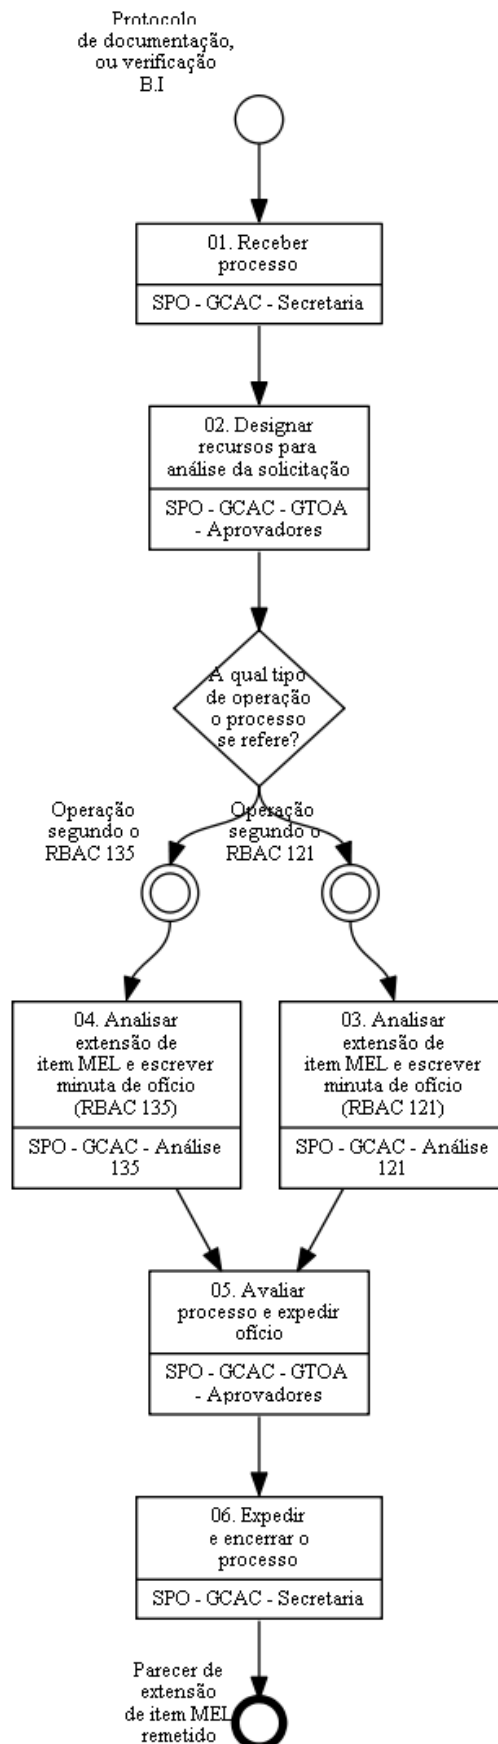 Protocolo
de documentação,
ou verificação
B.I
01. Receber
processo
SPO - GCAC - Secretaria
02. Designar
recursos para
análise da solicitação
SPO - GCAC - GTOA
- Aprovadores
A qual tipo
de operação
o processo
se refere?
Operação
segundo o
RBAC 135
Operação
segundo o
RBAC 121
04. Analisar
extensão de
item MEL e escrever
minuta de ofício
(RBAC 135)
SPO - GCAC - Análise
135
03. Analisar
extensão de
item MEL e escrever
minuta de ofício
(RBAC 121)
SPO - GCAC - Análise
121
05. Avaliar
processo e expedir
ofício
SPO - GCAC - GTOA
- Aprovadores
06. Expedir
e encerrar o
processo
SPO - GCAC - Secretaria
Parecer de
extensão
de item MEL
remetido